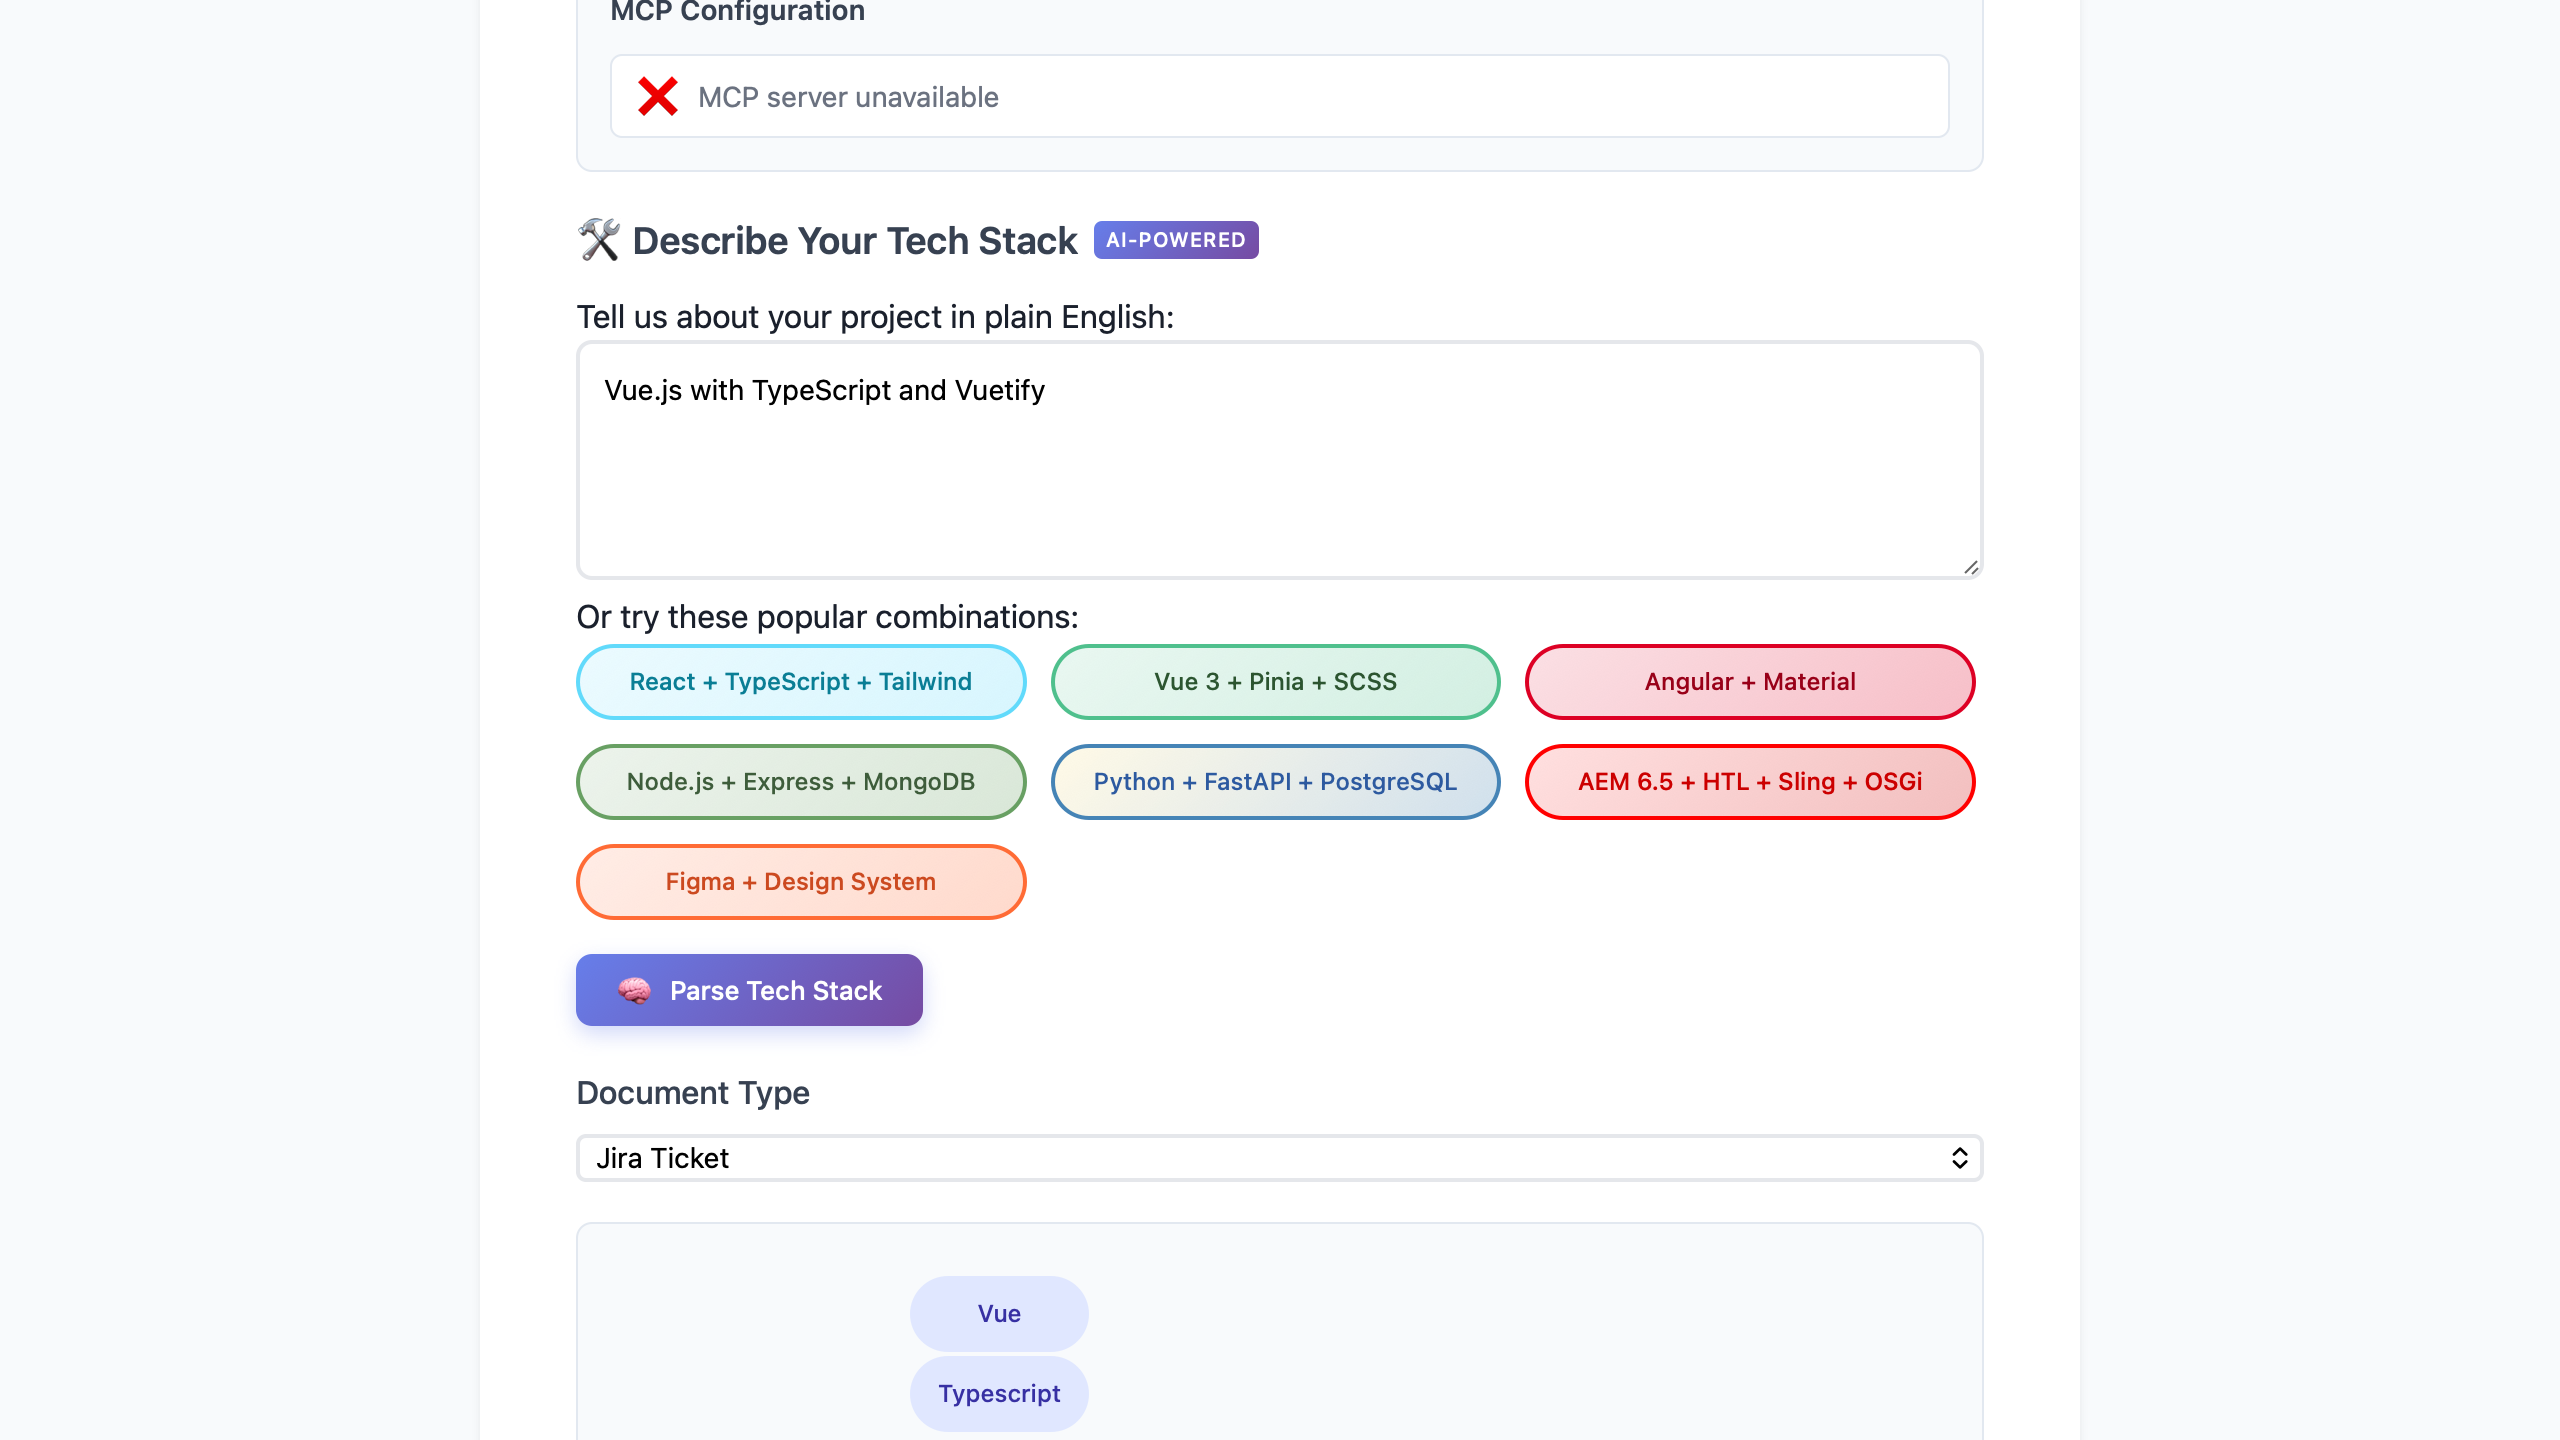 MCP Configuration
MCP server unavailable
Describe Your Tech Stack AI-POWERED
Tell us about your project in plain English:
Vue.js with TypeScript and Vuetify
Or try these popular combinations:
React + TypeScript + Tailwind
Vue 3 + Pinia + SCSS
Angular + Material
Node.js + Express + MongoDB
Python + FastAPI + PostgreSQL
AEM 6.5 + HTL + Sling + OSGi
Figma + Design System
Parse Tech Stack
Document Type
Jira Ticket
Vue
Typescript